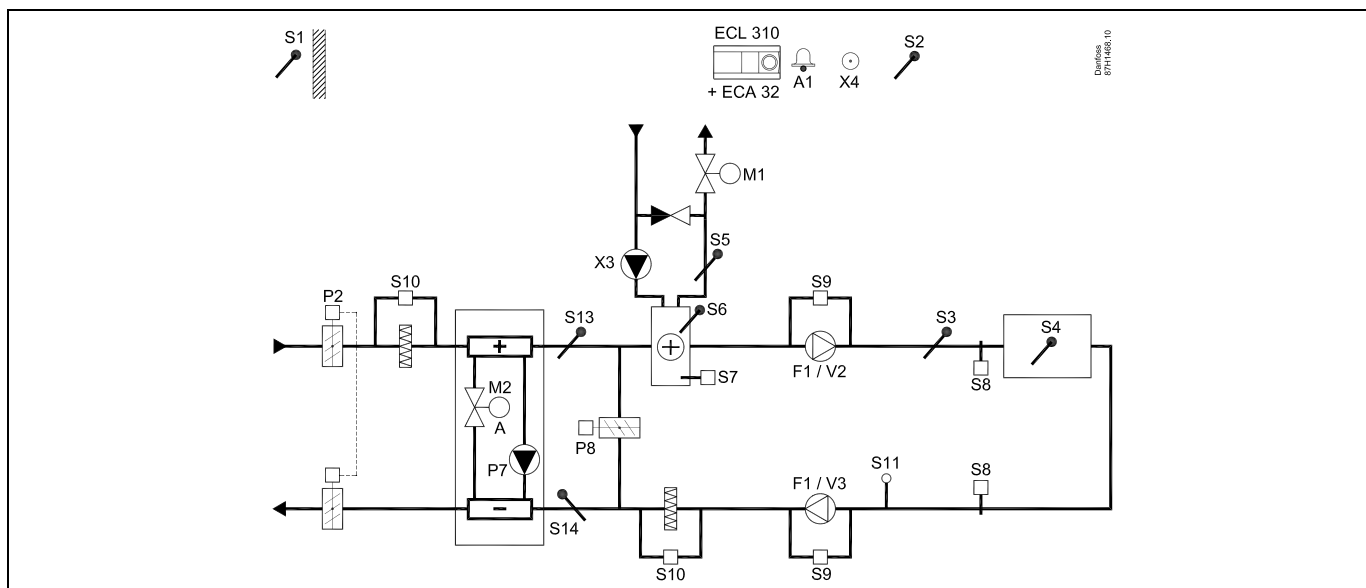 S1
ECL 310
+ ECA 32
A1
X4
S2
Danfoss
87H1468.10
M1
X3
S5
P2
S10
S13
S6
S9
S3
S4
S7
F1 / V2
S8
M2
A
P8
P7
S14
S10
F1 / V3
S9
S11
S8